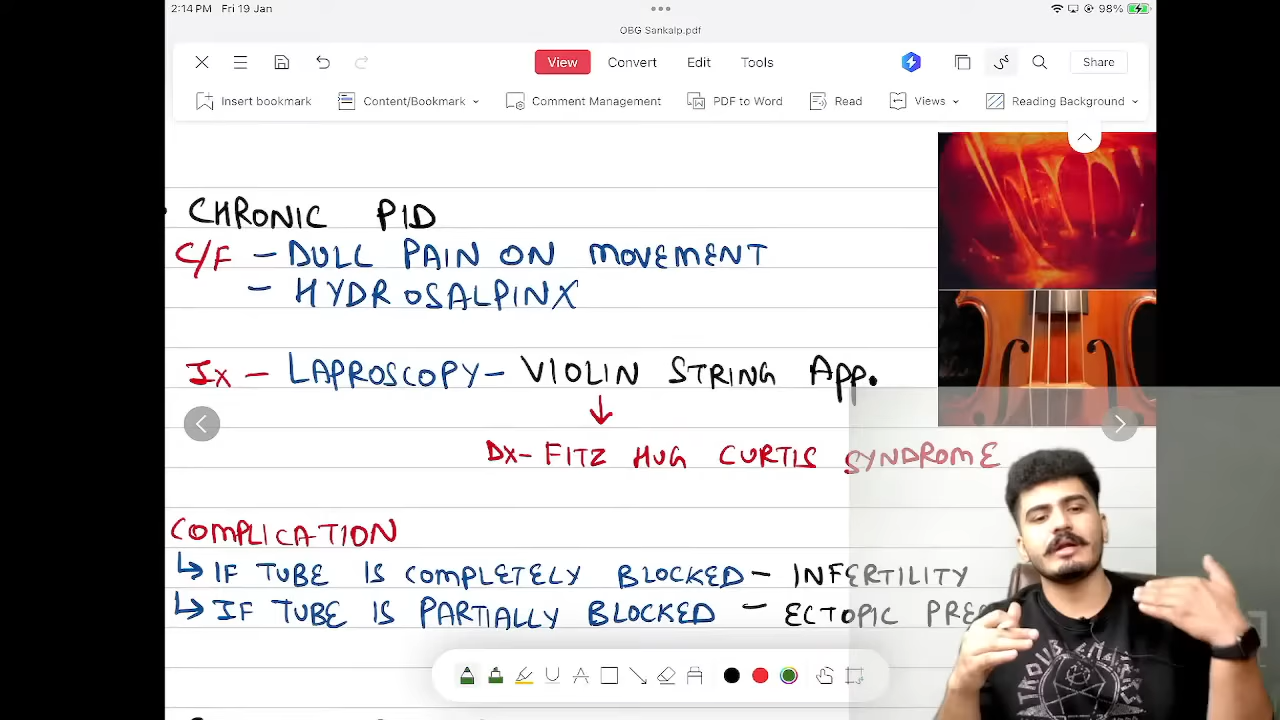 2:14 PM Fri 19 Jan
98%
OBG Sankalp.pdf
View Convert Edit Tools
Share
Insert bookmark Content/Bookmark Comment Management PDF to Word Read Views Reading Background
CHRONIC PID
C/F - DULL PAIN ON MOVEMENT
- HYDROSALPINX
Ix - LAPROSCOPY - VIOLIN STRING App.
Dx - FITZ HUG CURTIS SYNDROME
COMPLICATION
↳ IF TUBE IS COMPLETELY BLOCKED - INFERTILITY
↳ IF TUBE IS PARTIALLY BLOCKED - ECTOPIC